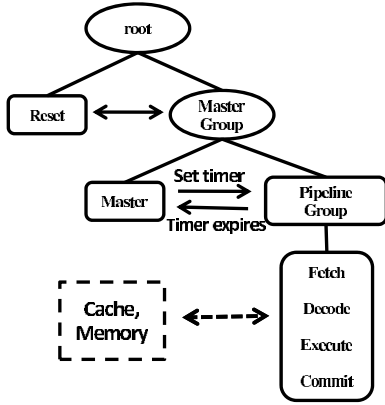 root
Reset
Master
Group
Set timer
Master
Pipeline
Group
Timer expires
Fetch
Decode
Execute
Commit
Cache,
Memory